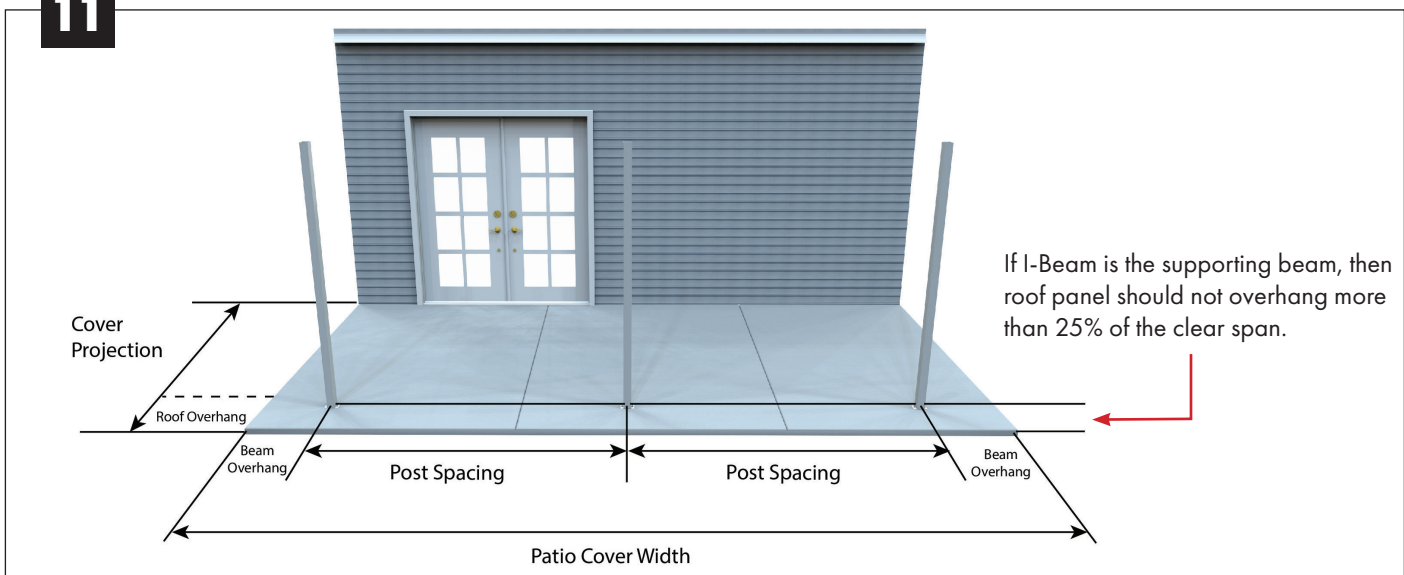 11
If I-Beam is the supporting beam, then
roof panel should not overhang more
than 25% of the clear span.
Cover
Projection
Roof Overhang
Beam
Overhang
Post Spacing
Post Spacing
Beam
Overhang
Patio Cover Width